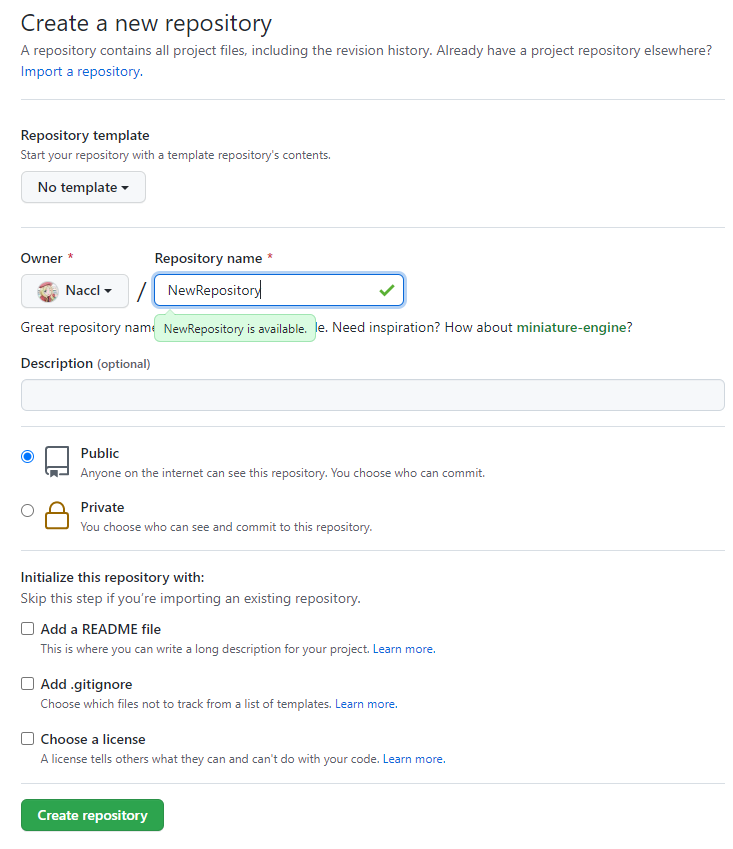 Create a new repository
A repository contains all project files, including the revision history. Already have a project repository elsewhere?
Import a repository.
Repository template
Start your repository with a template repository's contents.
No template
Owner *
Repository name *
Naccl
/
NewRepository
Great repository name
NewRepository is available.
le. Need inspiration? How about miniature-engine?
Description (optional)
Public
Anyone on the internet can see this repository. You choose who can commit.
Private
You choose who can see and commit to this repository.
Initialize this repository with:
Skip this step if you’re importing an existing repository.
Add a README file
This is where you can write a long description for your project. Learn more.
Add .gitignore
Choose which files not to track from a list of templates. Learn more.
Choose a license
A license tells others what they can and can't do with your code. Learn more.
Create repository